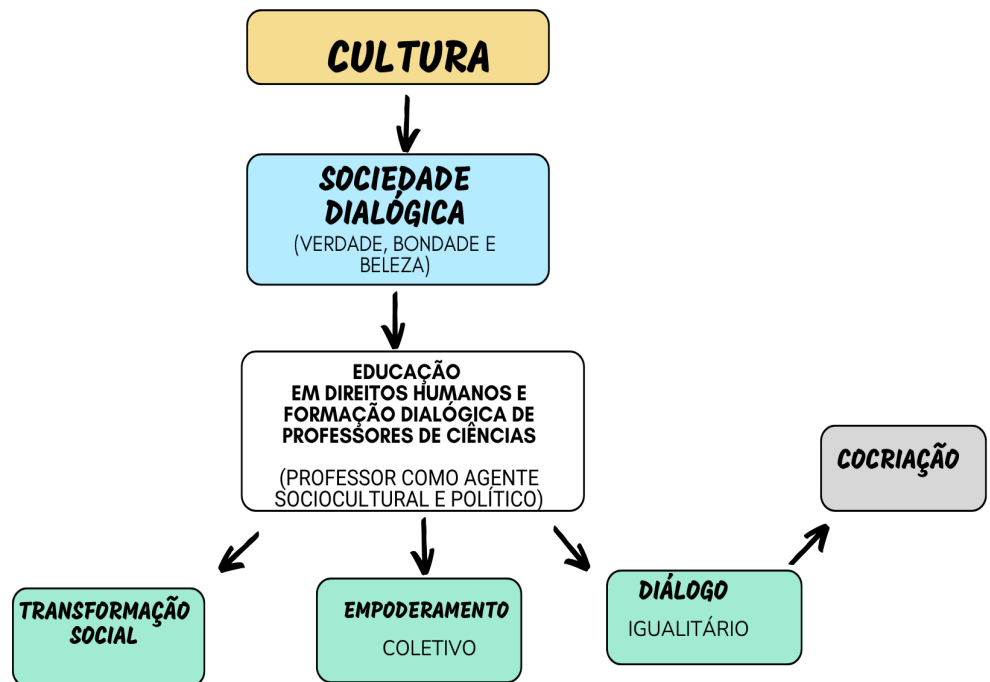 CULTURA
SOCIEDADE
DIALÓGICA
(VERDADE, BONDADE E
BELEZA)
EDUCAÇÃO
EM DIREITOS HUMANOS E
FORMAÇÃO DIALÓGICA DE
PROFESSORES DE CIÊNCIAS
(PROFESSOR COMO AGENTE
SOCIOCULTURAL E POLÍTICO)
COCRIAÇÃO
TRANSFORMAÇÃO
SOCIAL
EMPODERAMENTO
COLETIVO
DIÁLOGO
IGUALITÁRIO